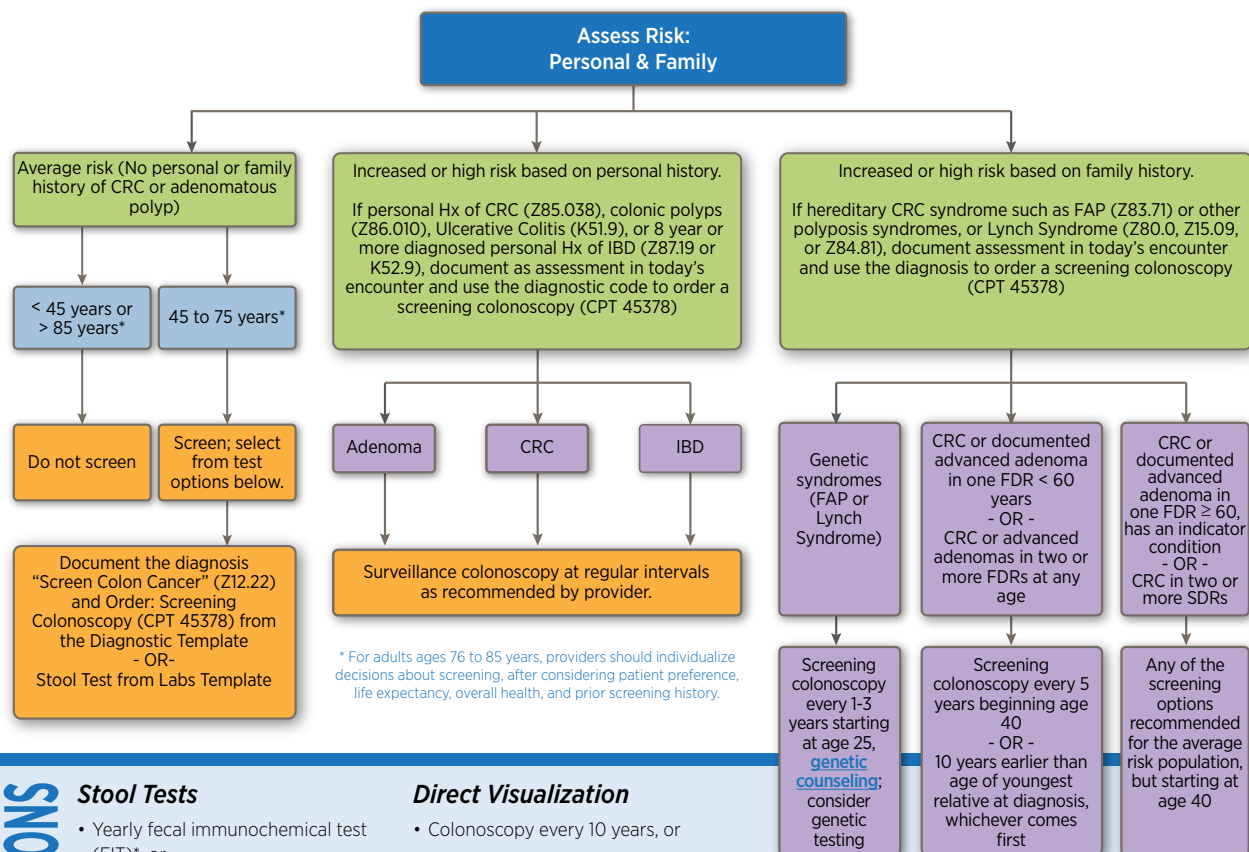 Assess Risk:
Personal & Family
Average risk (No personal or family
history of CRC or adenomatous
polyp)
< 45 years or
> 85 years*
45 to 75 years*
Do not screen
Screen; select
from test
options below.
Document the diagnosis
“Screen Colon Cancer” (Z12.22)
and Order: Screening
Colonoscopy (CPT 45378) from
the Diagnostic Template
- OR-
Stool Test from Labs Template
Increased or high risk based on personal history.
If personal Hx of CRC (Z85.038), colonic polyps
(Z86.010), Ulcerative Colitis (K51.9), or 8 year or
more diagnosed personal Hx of IBD (Z87.19 or
K52.9), document as assessment in today’s
encounter and use the diagnostic code to order a
screening colonoscopy (CPT 45378)
Adenoma
CRC
IBD
Surveillance colonoscopy at regular intervals
as recommended by provider.
* For adults ages 76 to 85 years, providers should individualize
decisions about screening, after considering patient preference,
life expectancy, overall health, and prior screening history.
Increased or high risk based on family history.
If hereditary CRC syndrome such as FAP (Z83.71) or other
polyposis syndromes, or Lynch Syndrome (Z80.0, Z15.09,
or Z84.81), document assessment in today’s encounter
and use the diagnosis to order a screening colonoscopy
(CPT 45378)
Genetic
syndromes
(FAP or
Lynch
Syndrome)
CRC or documented
advanced adenoma
in one FDR < 60
years
- OR -
CRC or advanced
adenomas in two or
more FDRs at any
age
CRC or
documented
advanced
adenoma in
one FDR ≥ 60,
has an indicator
condition
- OR -
CRC in two or
more SDRs
Screening
colonoscopy
every 1-3
years starting
at age 25,
genetic
counseling;
consider
genetic
testing
Screening
colonoscopy every 5
years beginning age
40
- OR -
10 years earlier than
age of youngest
relative at diagnosis,
whichever comes
first
Any of the
screening
options
recommended
for the average
risk population,
but starting at
age 40
ONS
Stool Tests
• Yearly fecal immunochemical test
(FIT)*, or
Direct Visualization
• Colonoscopy every 10 years, or